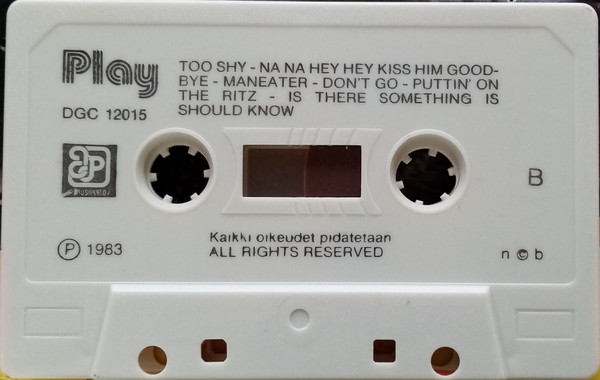 Play
TOO SHY - NA NA HEY HEY KISS HIM GOOD-
BYE - MANEATER - DON'T GO - PUTTIN' ON
THE RITZ - IS THERE SOMETHING IS
SHOULD KNOW
DGC 12015
B
Kaikki oikeudet pidätetään
Ⓟ 1983
ALL RIGHTS RESERVED
n © b